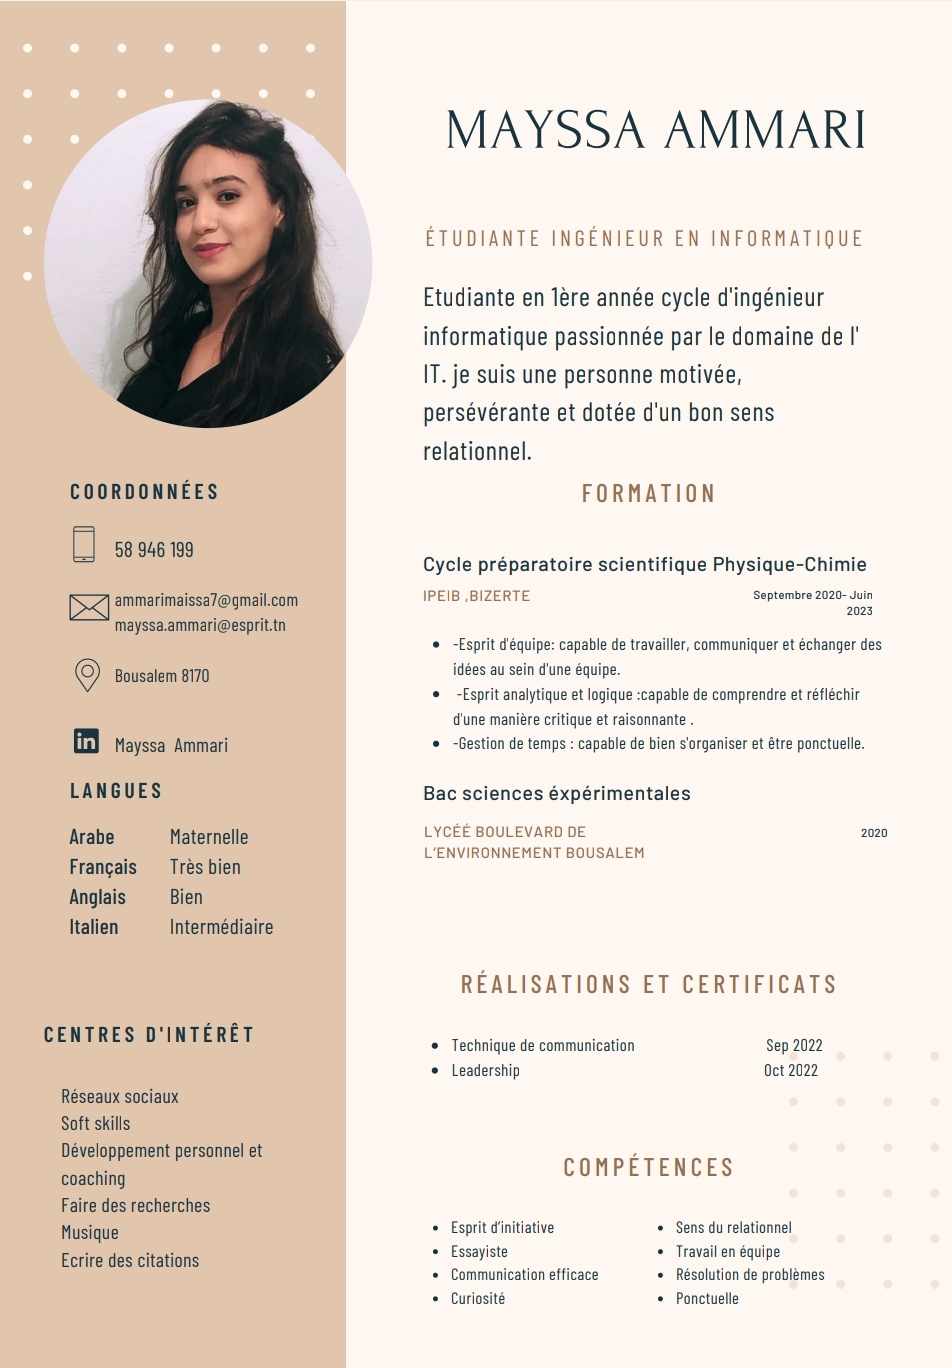 MAYSSA AMMARI
ÉTUDIANTE INGÉNIEUR EN INFORMATIQUE
Etudiante en 1ère année cycle d'ingénieur
informatique passionnée par le domaine de l'
IT. je suis une personne motivée,
persévérante et dotée d'un bon sens
relationnel.
COORDONNÉES
58 946 199
ammarimaissa7@gmail.com
mayssa.ammari@esprit.tn
Bousalem 8170
in Mayssa Ammari
LANGUES
Arabe Maternelle
Français Très bien
Anglais Bien
Italien Intermédiaire
CENTRES D'INTÉRÊT
Réseaux sociaux
Soft skills
Développement personnel et
coaching
Faire des recherches
Musique
Ecrire des citations
FORMATION
Cycle préparatoire scientifique Physique-Chimie
IPEIB ,BIZERTE
Septembre 2020- Juin
2023
• -Esprit d'équipe: capable de travailler, communiquer et échanger des
idées au sein d'une équipe.
• -Esprit analytique et logique :capable de comprendre et réfléchir
d'une manière critique et raisonnante .
• -Gestion de temps : capable de bien s'organiser et être ponctuelle.
Bac sciences éxpérimentales
LYCÉÉ BOULEVARD DE
L'ENVIRONNEMENT BOUSALEM
2020
RÉALISATIONS ET CERTIFICATS
• Technique de communication Sep 2022
• Leadership Oct 2022
COMPÉTENCES
• Esprit d’initiative
• Essayiste
• Communication efficace
• Curiosité
• Sens du relationnel
• Travail en équipe
• Résolution de problèmes
• Ponctuelle